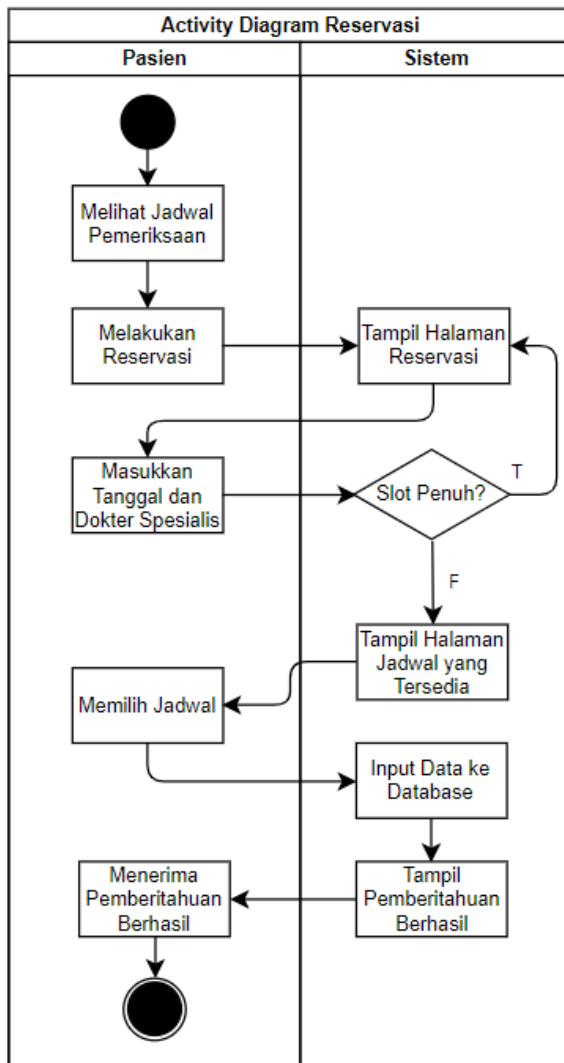 Activity Diagram Reservasi
Pasien
Sistem
Melihat Jadwal
Pemeriksaan
Melakukan
Reservasi
Tampil Halaman
Reservasi
Masukkan
Tanggal dan
Dokter Spesialis
Slot Penuh?
T
F
Tampil Halaman
Jadwal yang
Tersedia
Memilih Jadwal
Input Data ke
Database
Tampil
Pemberitahuan
Berhasil
Menerima
Pemberitahuan
Berhasil